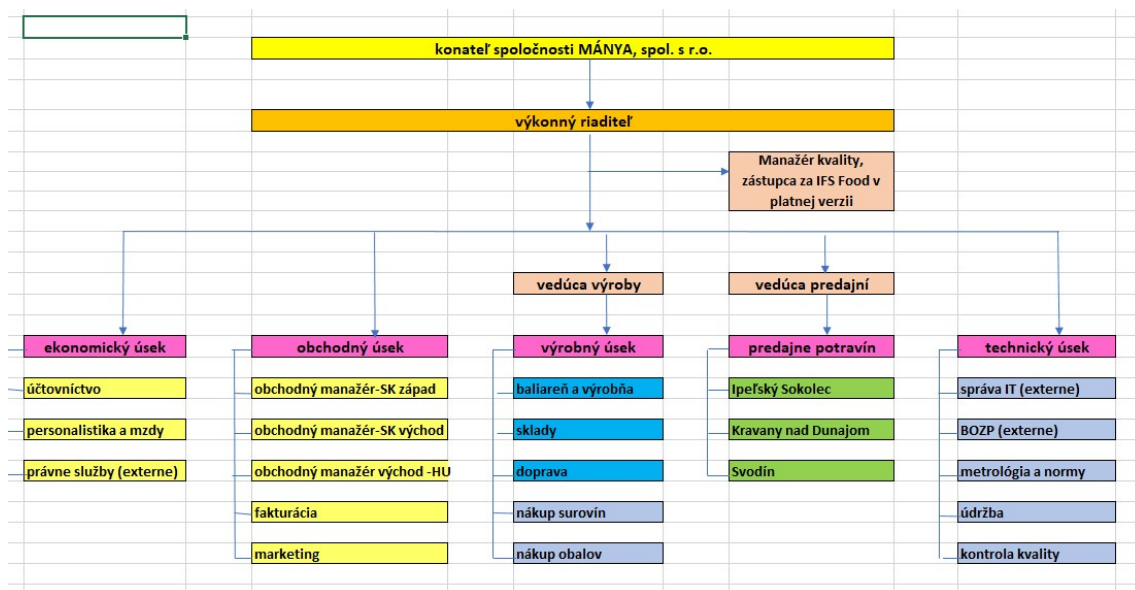 konateľ spoločnosti MÁNYA, spol. s r.o.
výkonný riaditeľ
Manažér kvality,
zástupca za IFS Food v
platnej verzii
vedúca výroby
vedúca predajní
ekonomický úsek
obchodný úsek
výrobný úsek
predajne potravín
technický úsek
účtovníctvo
obchodný manažér-SK západ
baliareň a výrobňa
Ipeľský Sokolec
správa IT (externe)
personalistika a mzdy
obchodný manažér-SK východ
sklady
Kravany nad Dunajom
BOZP (externe)
právne služby (externe)
obchodný manažér východ -HU
doprava
Svodín
metrológia a normy
fakturácia
nákup surovín
údržba
marketing
nákup obalov
kontrola kvality